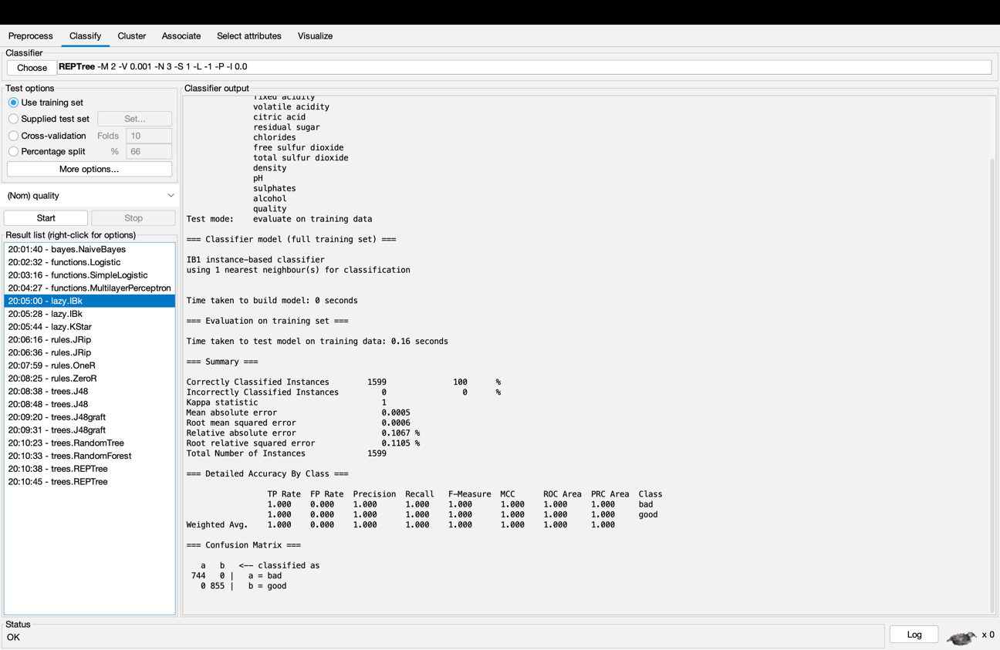 Preprocess Classify Cluster Associate Select attributes Visualize
Classifier
Choose REPTree -M 2 -V 0.001 -N 3 -S 1 -L -1 -P -I 0.0
Test options
Use training set
Supplied test set Set...
Cross-validation Folds 10
Percentage split % 66
More options...
(Nom) quality
Start Stop
Result list (right-click for options)
20:01:40 - bayes.NaiveBayes
20:02:32 - functions.Logistic
20:03:16 - functions.SimpleLogistic
20:04:27 - functions.MultilayerPerceptron
20:05:00 - lazy.IBk
20:05:28 - lazy.IBk
20:05:44 - lazy.KStar
20:06:16 - rules.JRip
20:06:36 - rules.JRip
20:07:59 - rules.OneR
20:08:25 - rules.ZeroR
20:08:38 - trees.J48
20:08:48 - trees.J48
20:09:20 - trees.J48graft
20:09:31 - trees.J48graft
20:10:23 - trees.RandomTree
20:10:33 - trees.RandomForest
20:10:38 - trees.REPTree
20:10:45 - trees.REPTree
Classifier output
fixed acidity
volatile acidity
citric acid
residual sugar
chlorides
free sulfur dioxide
total sulfur dioxide
density
pH
sulphates
alcohol
quality
Test mode: evaluate on training data
=== Classifier model (full training set) ===
IB1 instance-based classifier
using 1 nearest neighbour(s) for classification
Time taken to build model: 0 seconds
=== Evaluation on training set ===
Time taken to test model on training data: 0.16 seconds
=== Summary ===
Correctly Classified Instances 1599 100 %
Incorrectly Classified Instances 0 0 %
Kappa statistic 1
Mean absolute error 0.0005
Root mean squared error 0.0006
Relative absolute error 0.1067 %
Root relative squared error 0.1105 %
Total Number of Instances 1599
=== Detailed Accuracy By Class ===
TP Rate FP Rate Precision Recall F-Measure MCC ROC Area PRC Area Class
1.000 0.000 1.000 1.000 1.000 1.000 1.000 1.000 bad
1.000 0.000 1.000 1.000 1.000 1.000 1.000 1.000 good
Weighted Avg. 1.000 0.000 1.000 1.000 1.000 1.000 1.000 1.000
=== Confusion Matrix ===
a b <-- classified as
744 0 | a = bad
0 855 | b = good
Status
OK
Log x 0